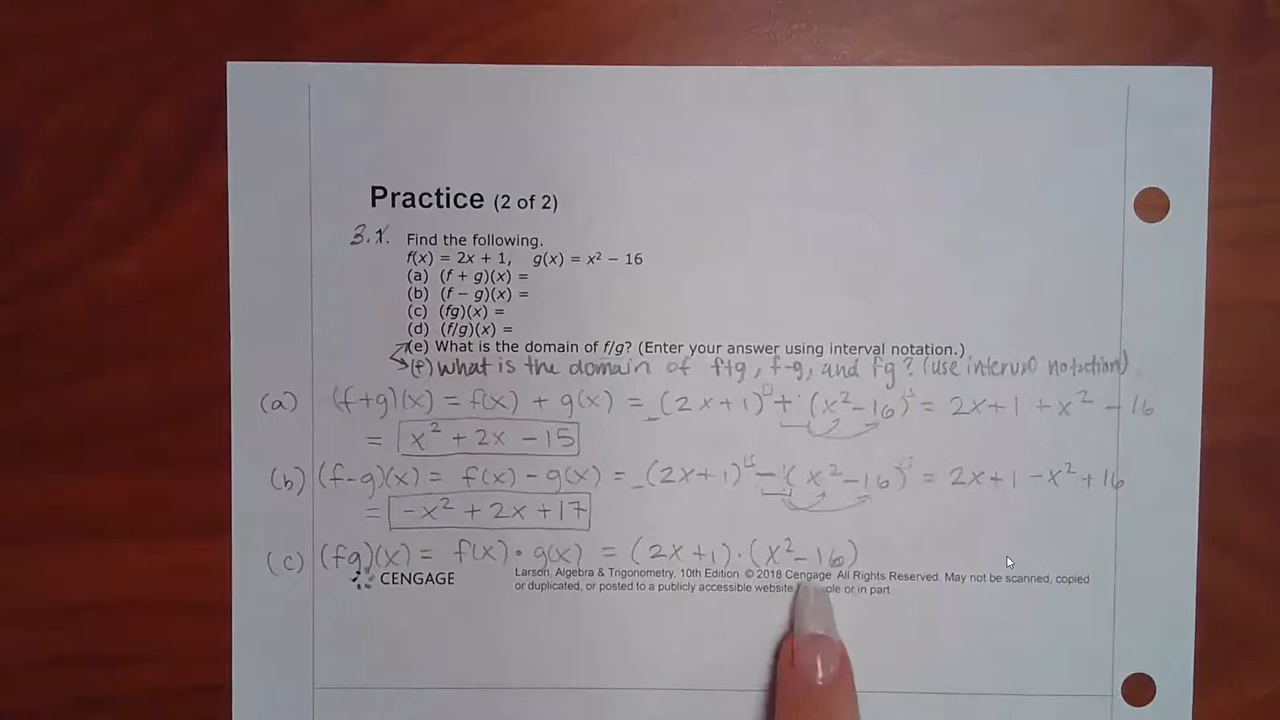 Practice (2 of 2)
3.1. Find the following.
f(x) = 2x + 1, g(x) = x² − 16
(a) (f + g)(x) =
(b) (f − g)(x) =
(c) (fg)(x) =
(d) (f/g)(x) =
(e) What is the domain of f/g? (Enter your answer using interval notation.)
(f) what is the domain of f+g, f-g, and fg? (use interval notation)
(a) (f+g)(x) = f(x) + g(x) = (2x+1) + (x²-16) = 2x+1 + x² - 16
= x² + 2x - 15
(b) (f-g)(x) = f(x) - g(x) = (2x+1) - (x²-16) = 2x+1 - x² + 16
= -x² + 2x + 17
(c) (fg)(x) = f(x) • g(x) = (2x+1) · (x²-16)
CENGAGE
Larson, Algebra & Trigonometry, 10th Edition. © 2018 Cengage. All Rights Reserved. May not be scanned, copied
or duplicated, or posted to a publicly accessible website, or in part